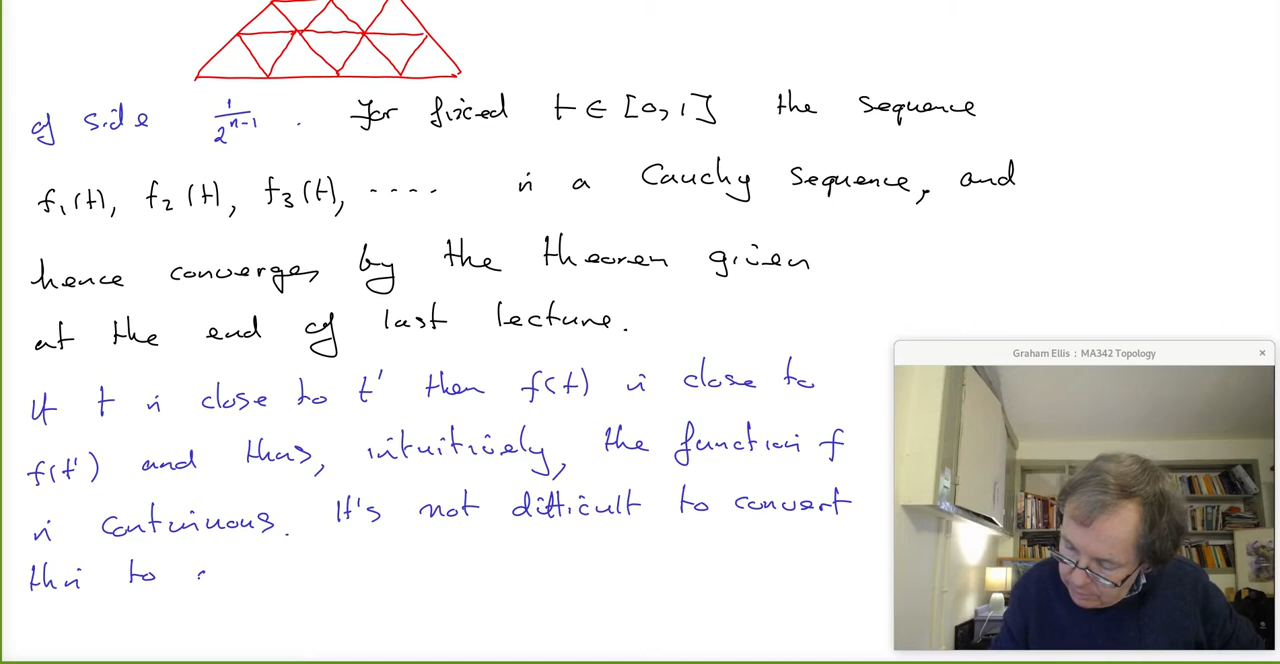 of side 1/2^{n-1} . For fixed t ∈ [0,1] the sequence
f₁(t), f₂(t), f₃(t), .... is a Cauchy sequence, and
hence converges by the theorem given
at the end of last lecture.
If t is close to t' then f(t) is close to
f(t') and thus, intuitively, the function f
is continuous. It's not difficult to convert
this to
Graham Ellis : MA342 Topology ×